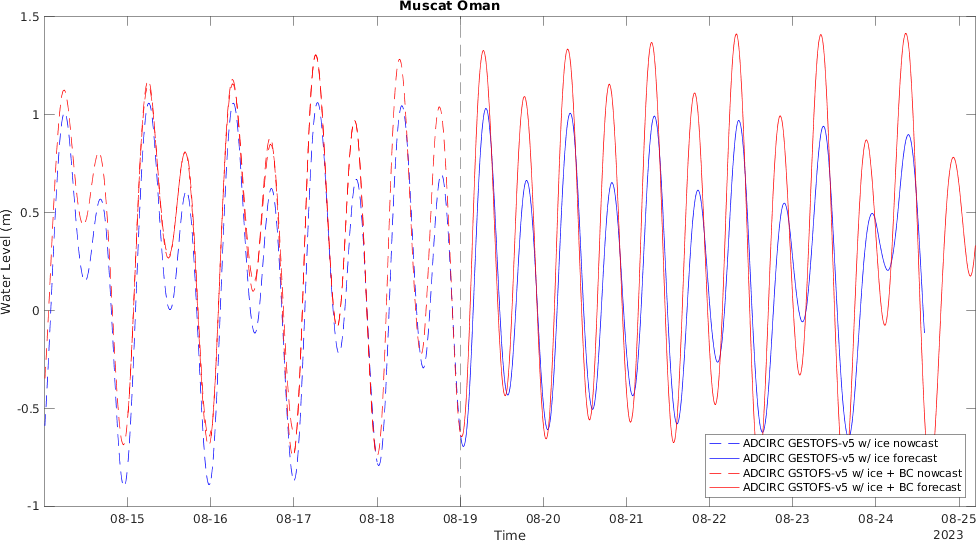 Muscat Oman
Water Level (m)
1.5
1
0.5
0
-0.5
-1
08-15 08-16 08-17 08-18 08-19 08-20 08-21 08-22 08-23 08-24 08-25
Time
2023
ADCIRC GESTOFS-v5 w/ ice nowcast
ADCIRC GESTOFS-v5 w/ ice forecast
ADCIRC GSTOFS-v5 w/ ice + BC nowcast
ADCIRC GSTOFS-v5 w/ ice + BC forecast